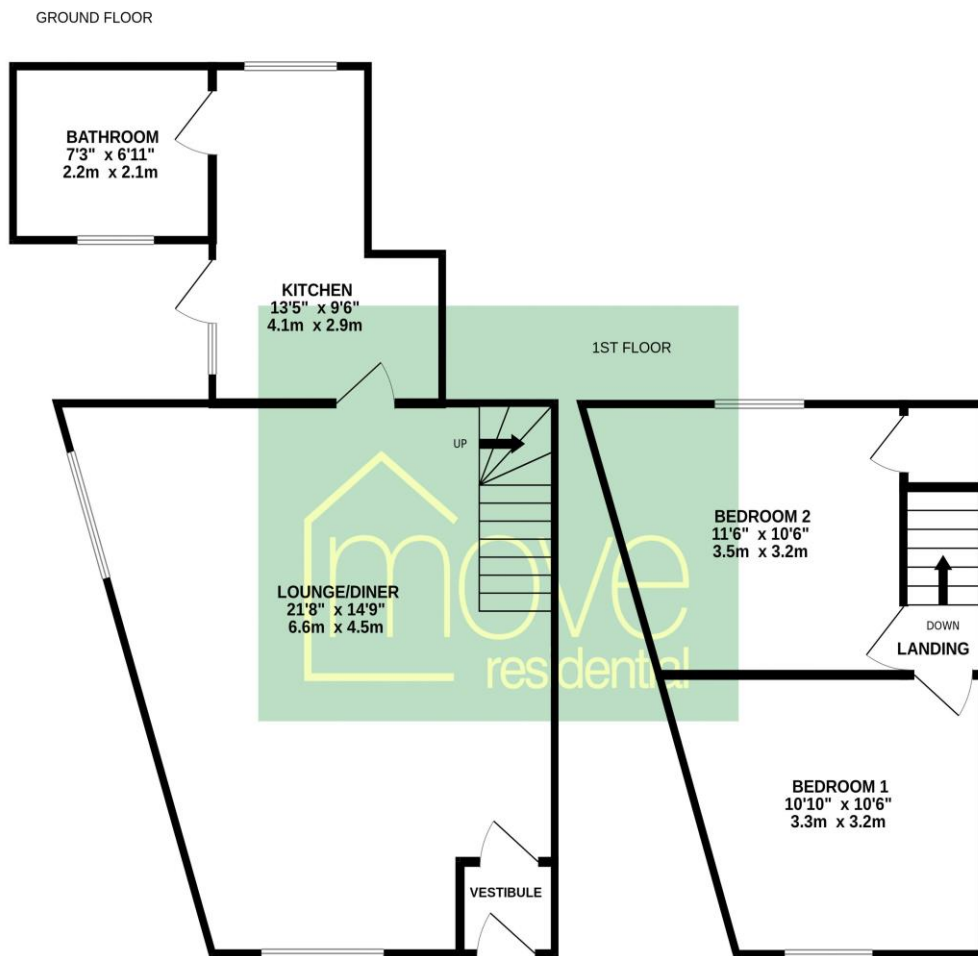 GROUND FLOOR
BATHROOM
7'3" x 6'11"
2.2m x 2.1m
KITCHEN
13'5" x 9'6"
4.1m x 2.9m
1ST FLOOR
UP
LOUNGE/DINER
21'8" x 14'9"
6.6m x 4.5m
move
residential
BEDROOM 2
11'6" x 10'6"
3.5m x 3.2m
DOWN
LANDING
BEDROOM 1
10'10" x 10'6"
3.3m x 3.2m
VESTIBULE